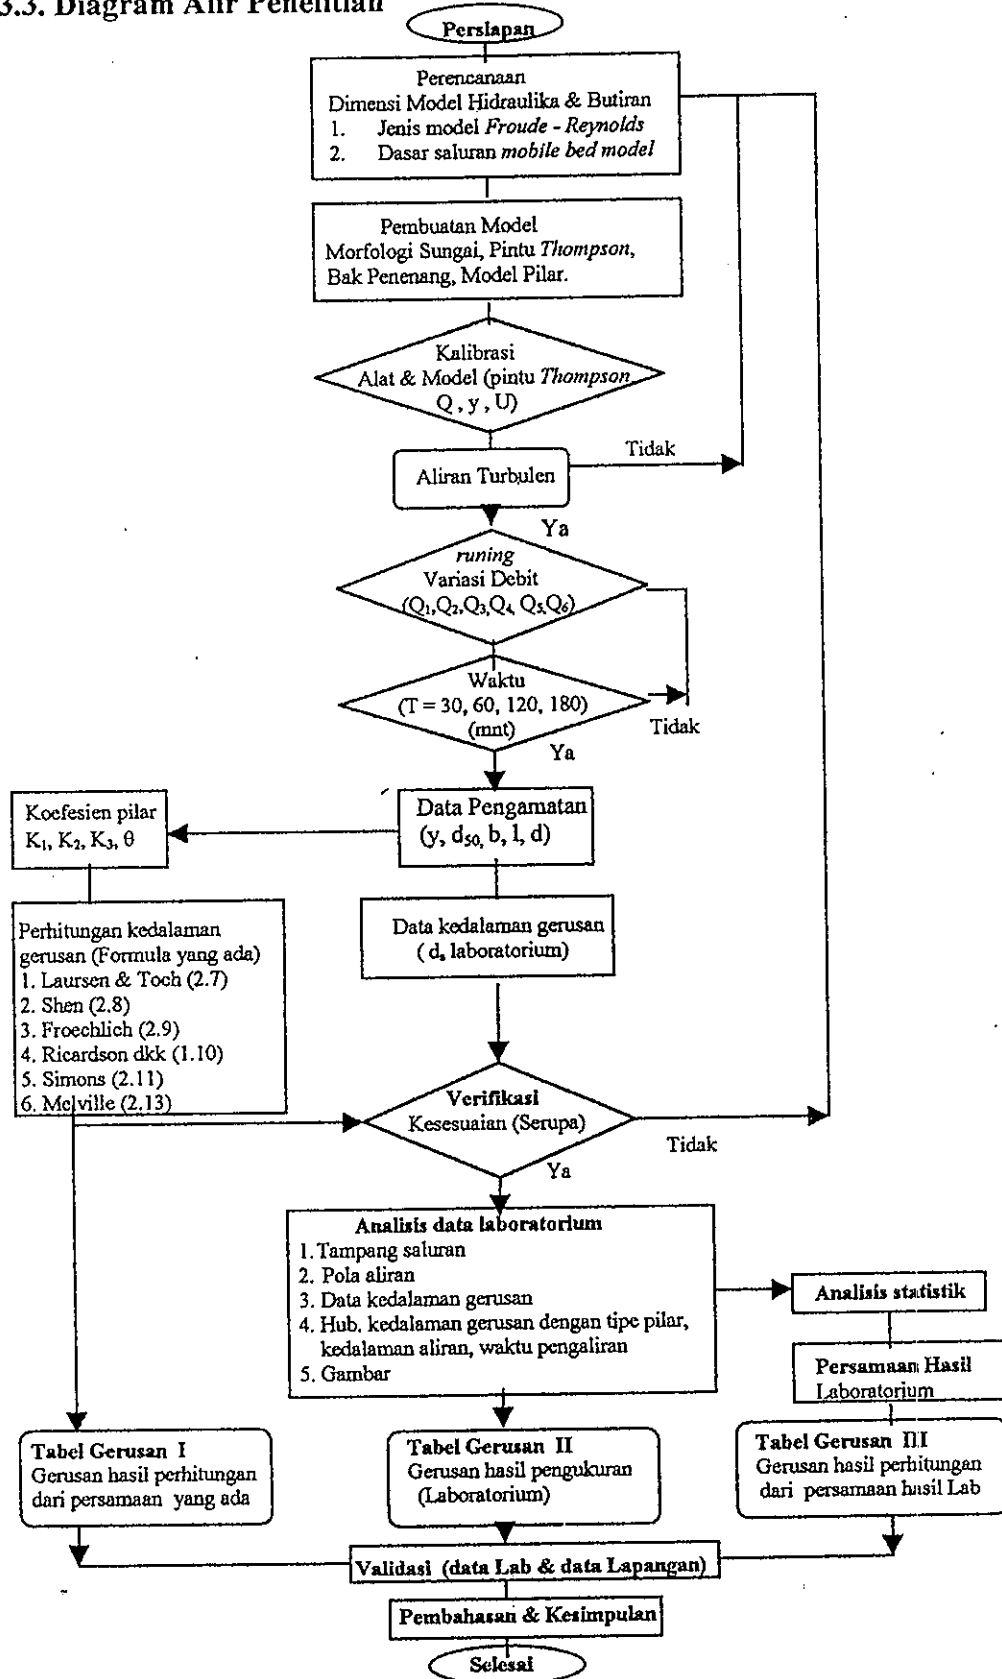 3.3. Diagram Alir Penelitian
Persiapan
Perencanaan
Dimensi Model Hidraulika & Butiran
1. Jenis model Froude - Reynolds
2. Dasar saluran mobile bed model
Pembuatan Model
Morfologi Sungai, Pintu Thompson,
Bak Penenang, Model Pilar.
Kalibrasi
Alat & Model (pintu Thompson
Q , y , U)
Aliran Turbulen
Tidak
Ya
runing
Variasi Debit
(Q₁,Q₂,Q₃,Q₄, Q₅,Q₆)
Waktu
(T = 30, 60, 120, 180)
(mnt)
Tidak
Ya
Data Pengamatan
(y, d₅₀, b, l, d)
Koefesien pilar
K₁, K₂, K₃, θ
Perhitungan kedalaman
gerusan (Formula yang ada)
1. Laursen & Toch (2.7)
2. Shen (2.8)
3. Froechlich (2.9)
4. Ricardson dkk (1.10)
5. Simons (2.11)
6. Melville (2.13)
Data kedalaman gerusan
( dₛ laboratorium)
Verifikasi
Kesesuaian (Serupa)
Tidak
Ya
Analisis data laboratorium
1. Tampang saluran
2. Pola aliran
3. Data kedalaman gerusan
4. Hub. kedalaman gerusan dengan tipe pilar,
kedalaman aliran, waktu pengaliran
5. Gambar
Analisis statistik
Persamaan Hasil
Laboratorium
Tabel Gerusan I
Gerusan hasil perhitungan
dari persamaan yang ada
Tabel Gerusan II
Gerusan hasil pengukuran
(Laboratorium)
Tabel Gerusan III
Gerusan hasil perhitungan
dari persamaan hasil Lab
Validasi (data Lab & data Lapangan)
Pembahasan & Kesimpulan
Selesai